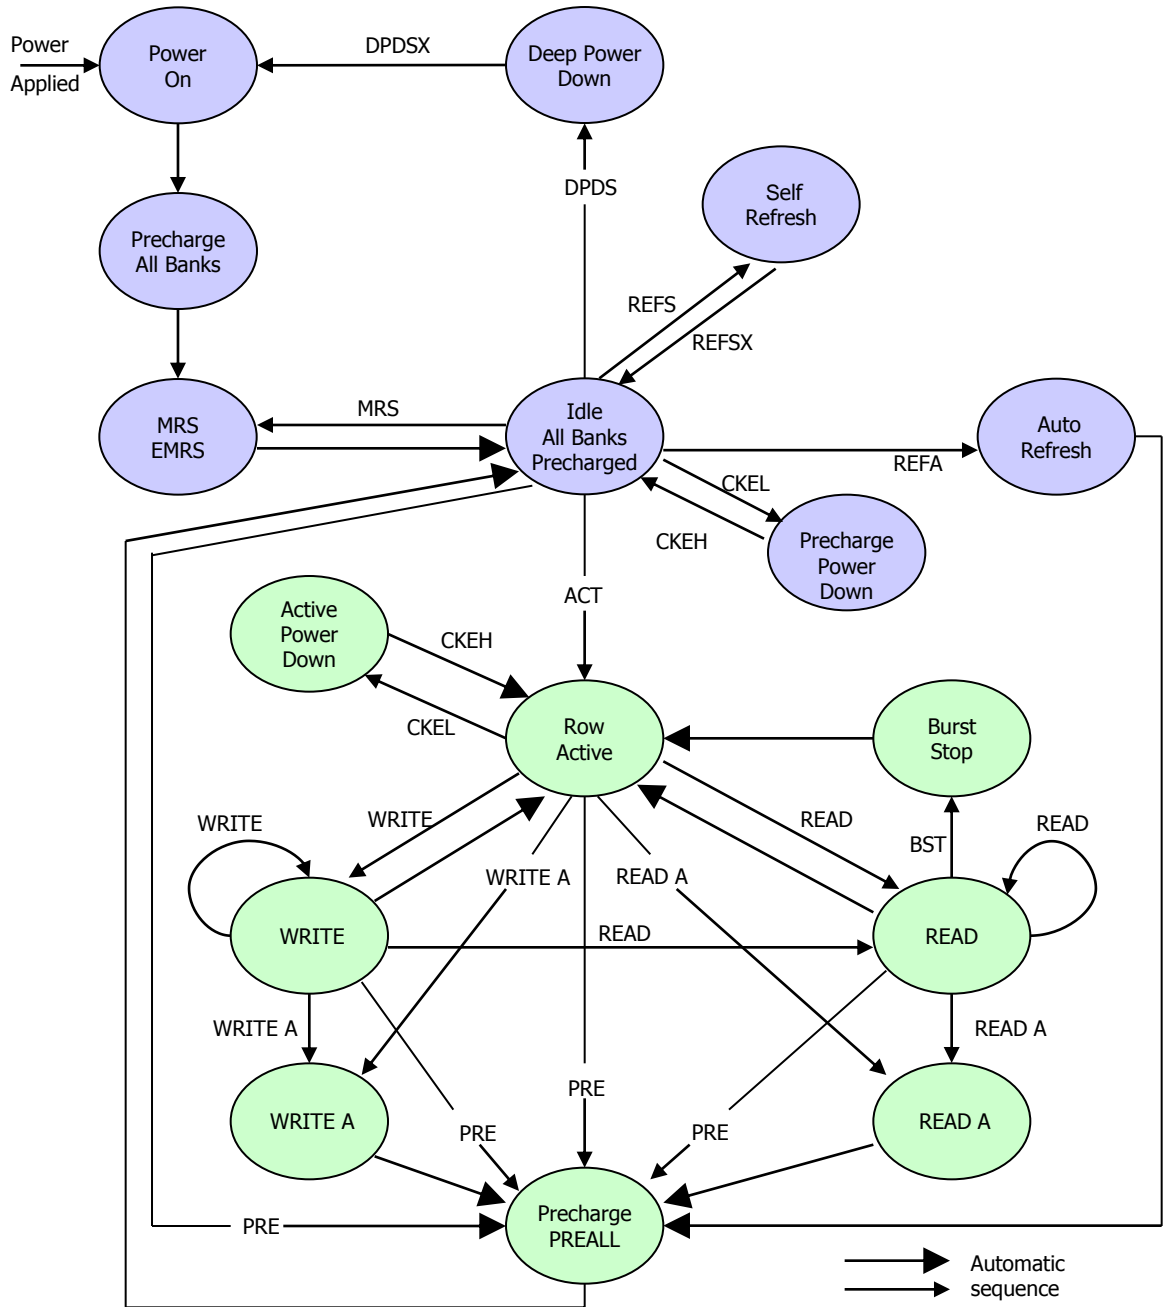 Power
Applied
Power
On
DPDSX
Deep Power
Down
DPDS
Self
Refresh
Precharge
All Banks
REFS
REFSX
MRS
EMRS
MRS
Idle
All Banks
Precharged
Auto
Refresh
REFA
CKEL
CKEH
Precharge
Power
Down
ACT
Active
Power
Down
CKEH
CKEL
Row
Active
Burst
Stop
WRITE
WRITE
READ
BST
READ
WRITE A
READ A
WRITE
READ
READ
WRITE A
READ A
WRITE A
PRE
PRE
PRE
READ A
PRE
Precharge
PREALL
Automatic
sequence